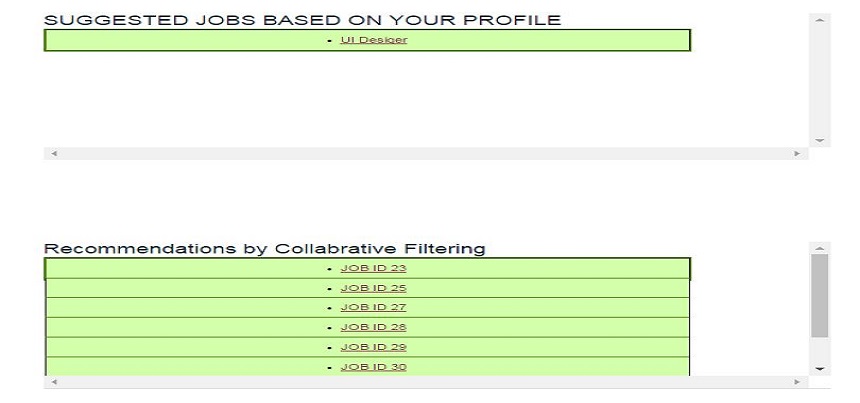 SUGGESTED JOBS BASED ON YOUR PROFILE
• UI Desiger
Recommendations by Collabrative Filtering
• JOB ID 23
• JOB ID 25
• JOB ID 27
• JOB ID 28
• JOB ID 29
• JOB ID 30